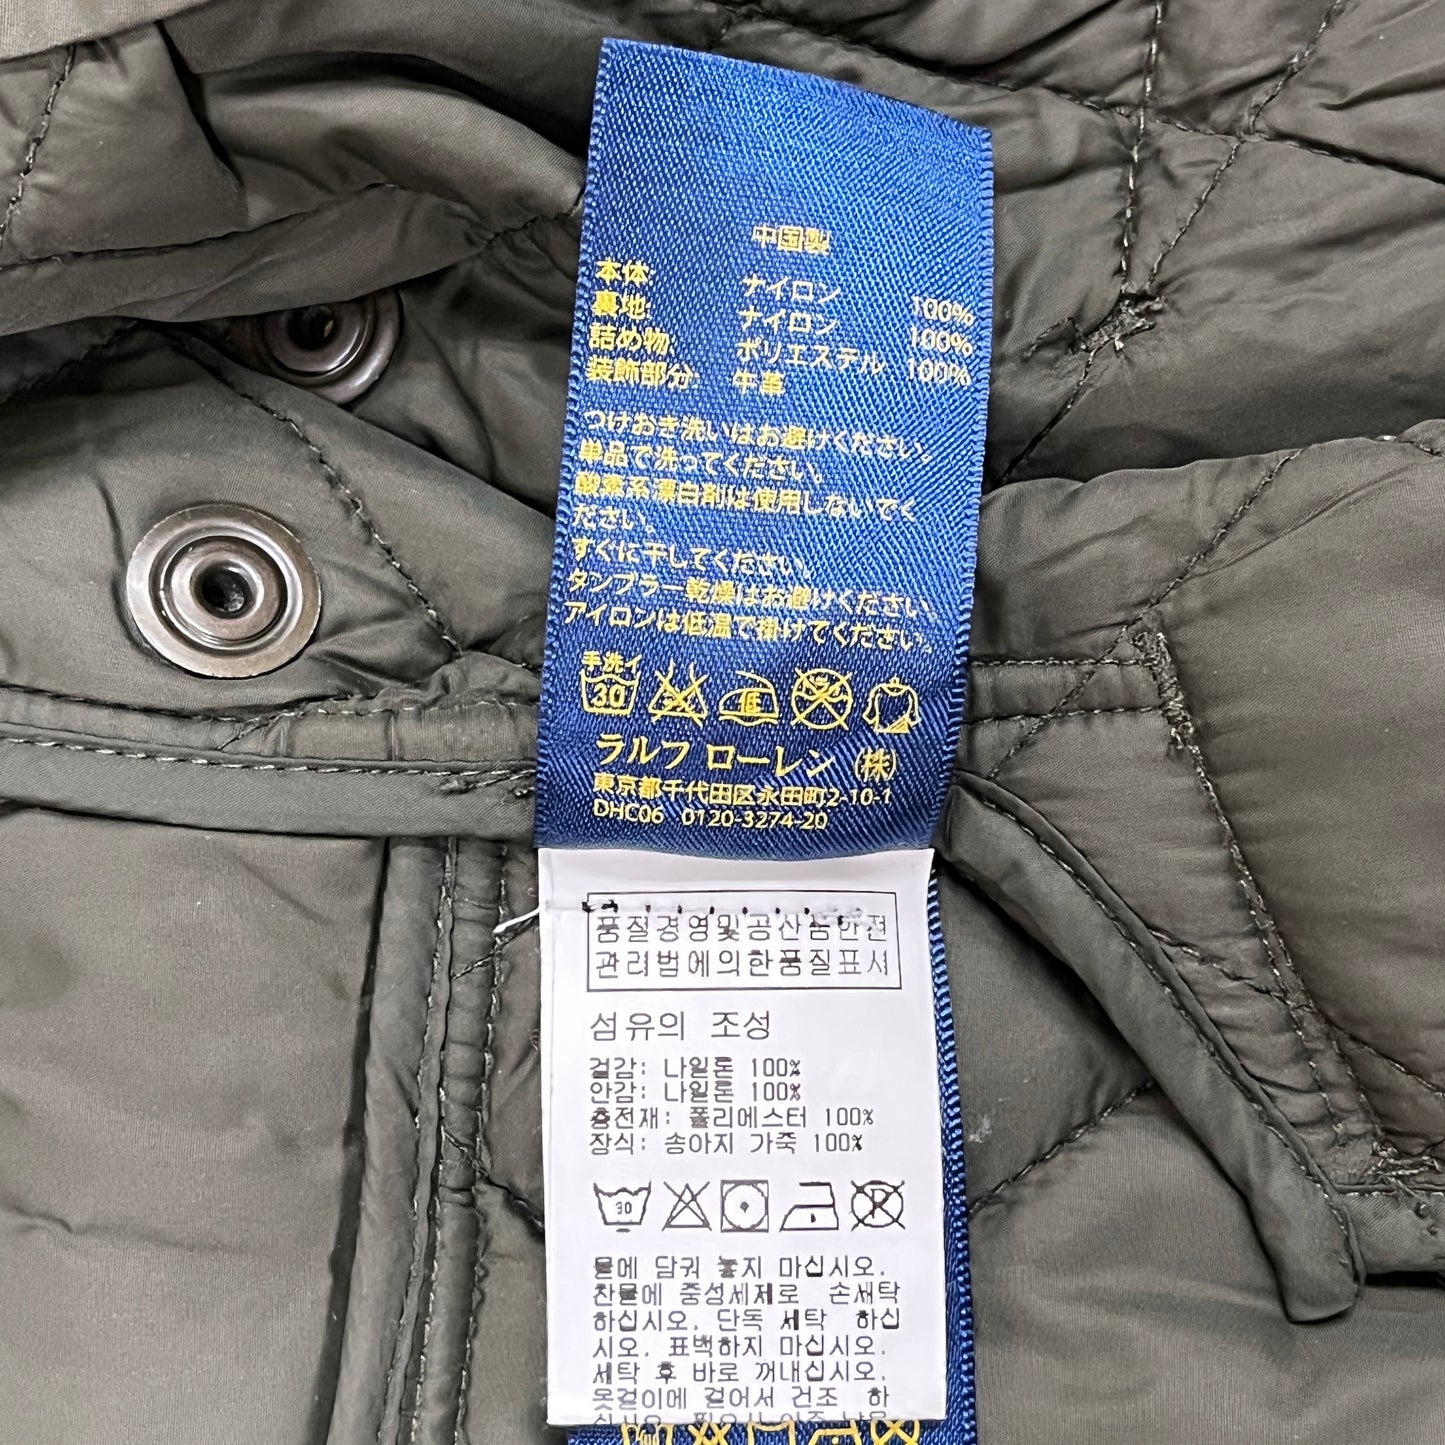 中国製
本体 ナイロン 100%
裏地 ナイロン 100%
詰め物 ポリエステル 100%
装飾部分 牛革
つけおき洗いはお避けください。
単品で洗ってください。
酸素系漂白剤は使用しないでく
ださい。
すぐに干してください。
タンブラー乾燥はお避けください。
アイロンは低温で掛けてください。
手洗イ
30
低
ラルフ ローレン (株)
東京都千代田区永田町2-10-1
DHC06 0120-3274-20
품질경영및공산품안전
관리법에의한품질표시
섬유의 조성
겉감: 나일론 100%
안감: 나일론 100%
충전재: 폴리에스터 100%
장식: 송아지 가죽 100%
30
P
물에 담궈 놓지 마십시오.
찬물에 중성세제로 손세탁
하십시오. 단독 세탁 하십
시오. 표백하지 마십시오.
세탁 후 바로 꺼내십시오.
옷걸이에 걸어서 건조 하